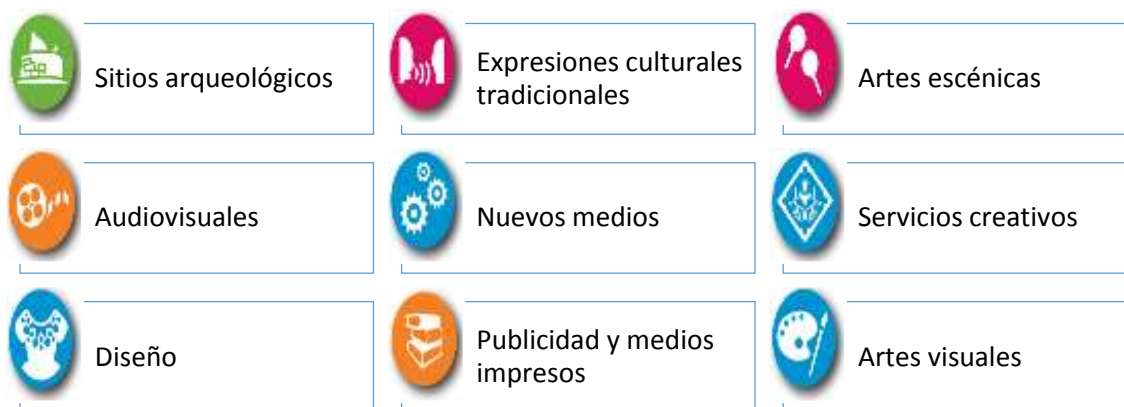 Sitios arqueológicos
Expresiones culturales
tradicionales
Artes escénicas
Audiovisuales
Nuevos medios
Servicios creativos
Diseño
Publicidad y medios
impresos
Artes visuales